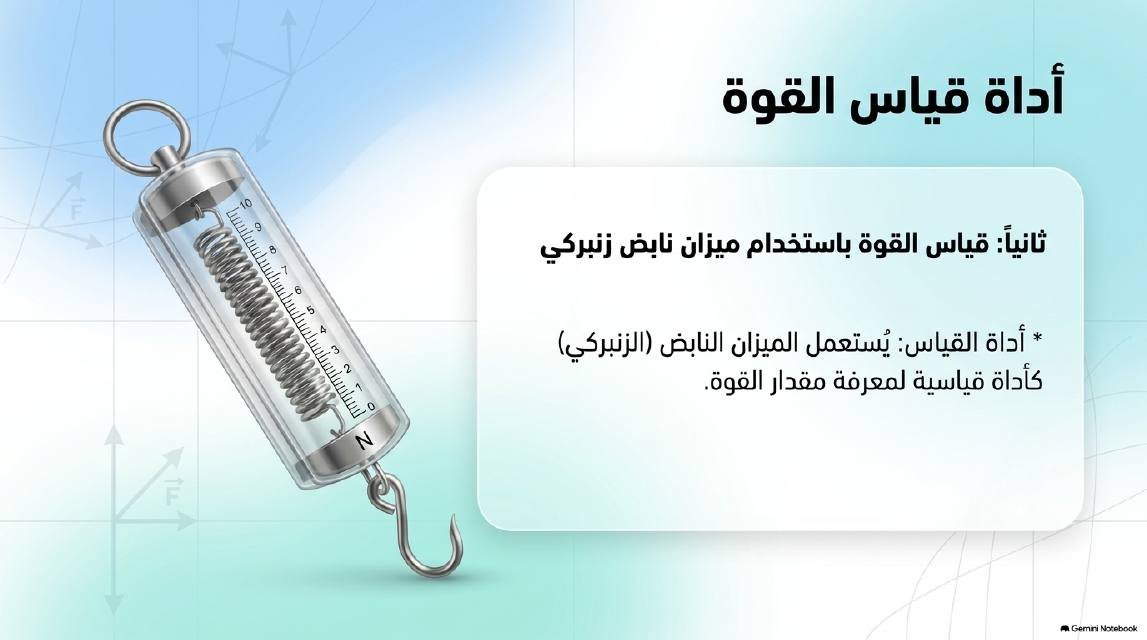 أداة قياس القوة
ثانياً: قياس القوة باستخدام ميزان نابض زنبركي
* أداة القياس: يُستعمل الميزان النابض (الزنبركي)
كأداة قياسية لمعرفة مقدار القوة.
10
9
8
7
6
5
4
3
2
1
0
N
F
F
Gemini Notebook